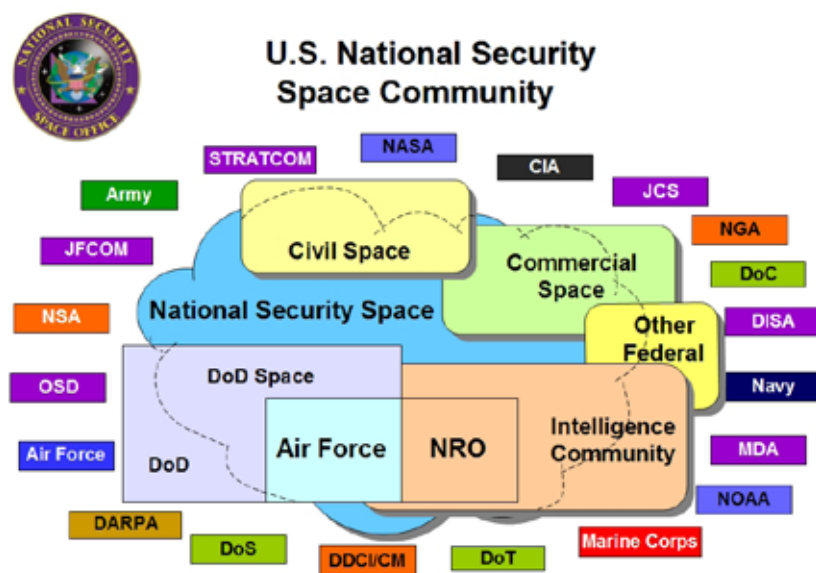 NATIONAL SECURITY
SPACE OFFICE
U.S. National Security
Space Community
STRATCOM
NASA
CIA
Army
JCS
JFCOM
NGA
DoC
NSA
DISA
OSD
Navy
Air Force
MDA
NOAA
DARPA
DoS
DDCI/CM
DoT
Marine Corps
Civil Space
Commercial
Space
National Security Space
Other
Federal
DoD Space
DoD
Air Force
NRO
Intelligence
Community